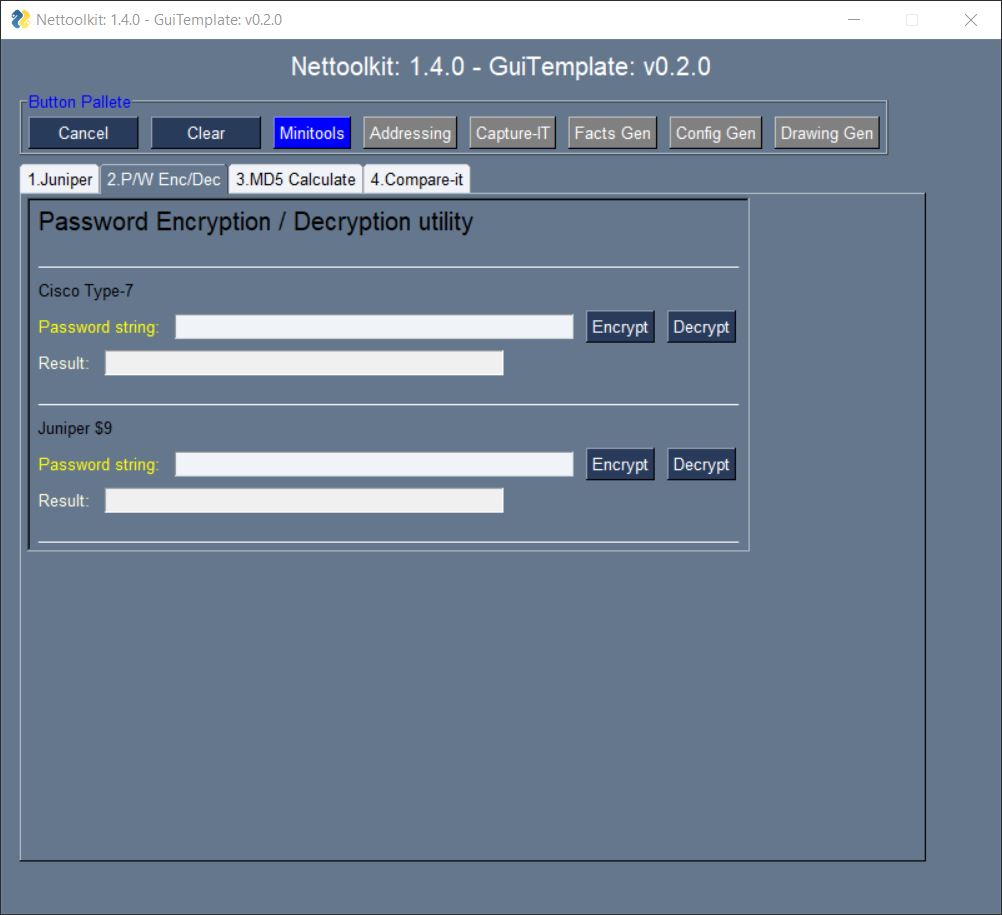 Nettoolkit: 1.4.0 - GuiTemplate: v0.2.0
Nettoolkit: 1.4.0 - GuiTemplate: v0.2.0
Button Pallete
Cancel Clear Minitools Addressing Capture-IT Facts Gen Config Gen Drawing Gen
1.Juniper 2.P/W Enc/Dec 3.MD5 Calculate 4.Compare-it
Password Encryption / Decryption utility
Cisco Type-7
Password string: Encrypt Decrypt
Result:
Juniper $9
Password string: Encrypt Decrypt
Result: